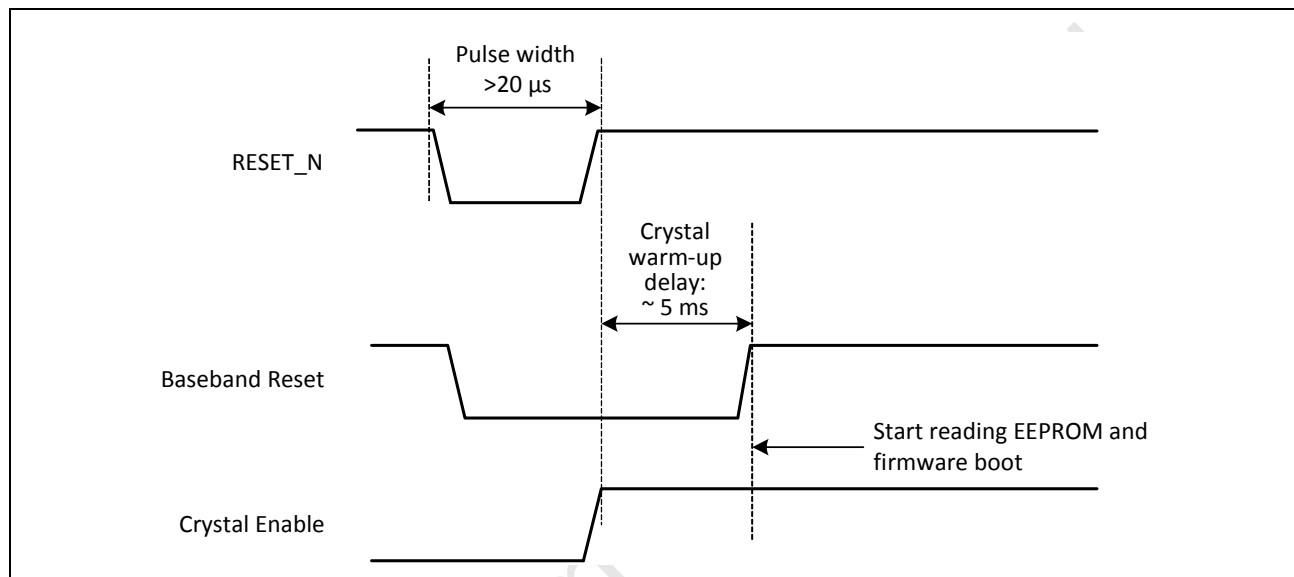 Pulse width
>20 µs
RESET_N
Crystal
warm-up
delay:
~ 5 ms
Baseband Reset
Start reading EEPROM and
firmware boot
Crystal Enable